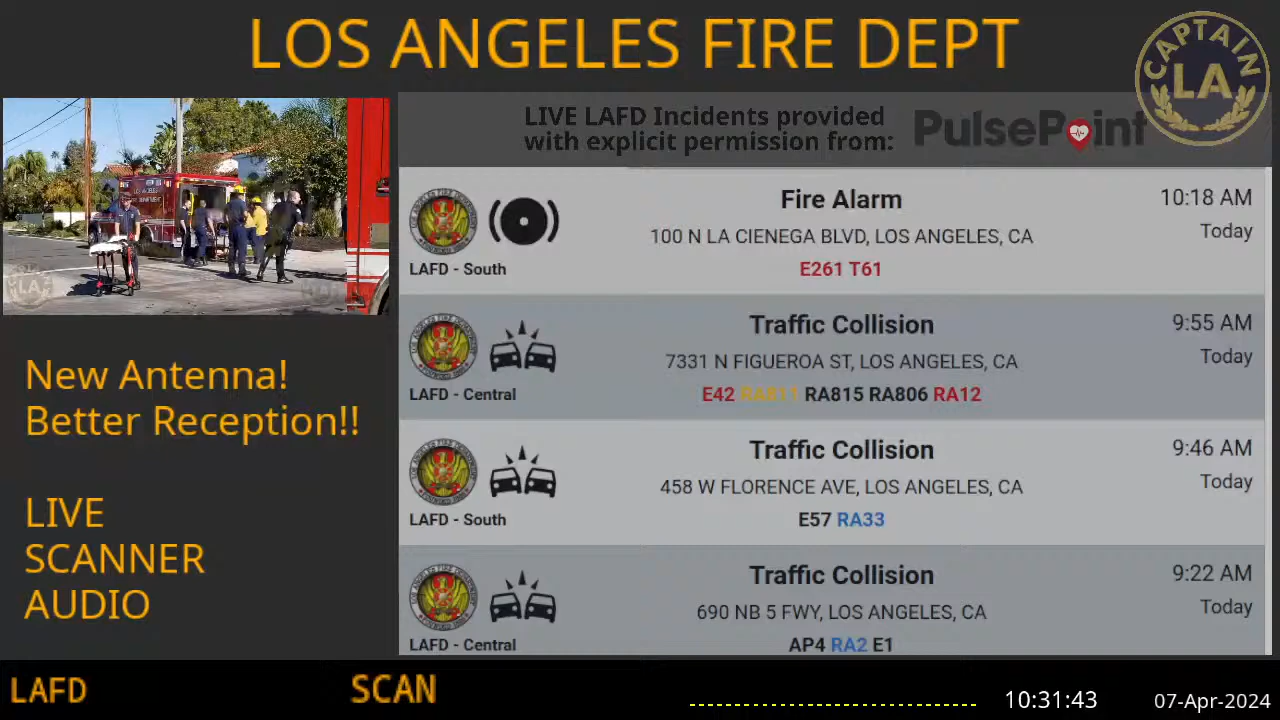 LOS ANGELES FIRE DEPT
CAPTAIN
LA
LIVE LAFD Incidents provided
with explicit permission from:
PulsePoint
Fire Alarm
10:18 AM
100 N LA CIENEGA BLVD, LOS ANGELES, CA
Today
E261 T61
LAFD - South
Traffic Collision
9:55 AM
7331 N FIGUEROA ST, LOS ANGELES, CA
Today
E42 RA811 RA815 RA806 RA12
LAFD - Central
Traffic Collision
9:46 AM
458 W FLORENCE AVE, LOS ANGELES, CA
Today
E57 RA33
LAFD - South
Traffic Collision
9:22 AM
690 NB 5 FWY, LOS ANGELES, CA
Today
AP4 RA2 E1
LAFD - Central
New Antenna!
Better Reception!!
LIVE
SCANNER
AUDIO
LAFD
SCAN
10:31:43
07-Apr-2024